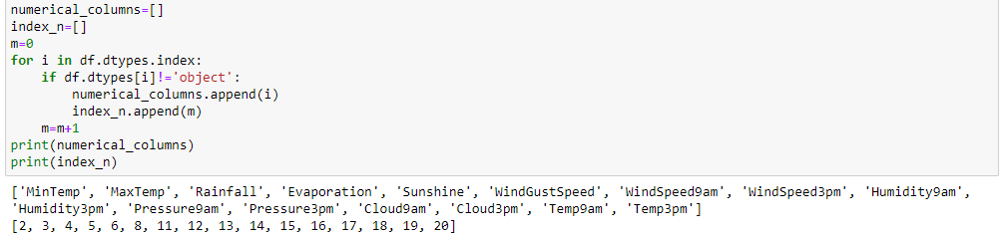 numerical_columns=[]
index_n=[]
m=0
for i in df.dtypes.index:
    if df.dtypes[i]!='object':
        numerical_columns.append(i)
        index_n.append(m)
    m=m+1
print(numerical_columns)
print(index_n)
['MinTemp', 'MaxTemp', 'Rainfall', 'Evaporation', 'Sunshine', 'WindGustSpeed', 'WindSpeed9am', 'WindSpeed3pm', 'Humidity9am',
'Humidity3pm', 'Pressure9am', 'Pressure3pm', 'Cloud9am', 'Cloud3pm', 'Temp9am', 'Temp3pm']
[2, 3, 4, 5, 6, 8, 11, 12, 13, 14, 15, 16, 17, 18, 19, 20]